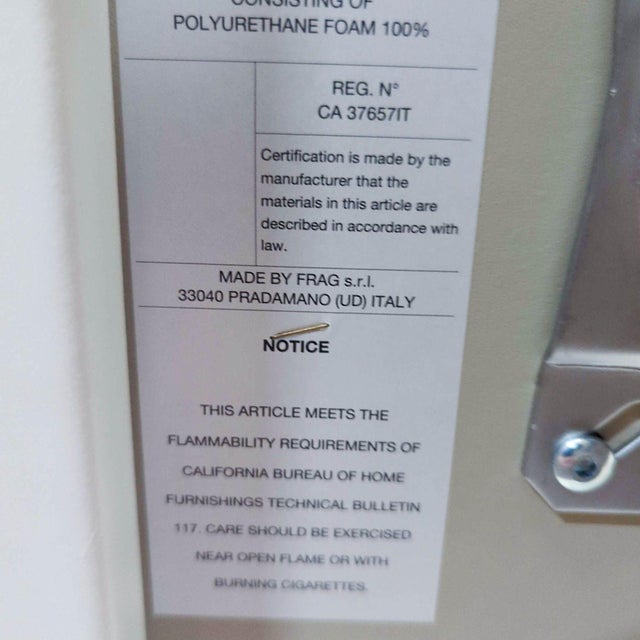 CONSISTING OF
POLYURETHANE FOAM 100%
REG. N°
CA 37657IT
Certification is made by the
manufacturer that the
materials in this article are
described in accordance with
law.
MADE BY FRAG s.r.l.
33040 PRADAMANO (UD) ITALY
NOTICE
THIS ARTICLE MEETS THE
FLAMMABILITY REQUIREMENTS OF
CALIFORNIA BUREAU OF HOME
FURNISHINGS TECHNICAL BULLETIN
117. CARE SHOULD BE EXERCISED
NEAR OPEN FLAME OR WITH
BURNING CIGARETTES.